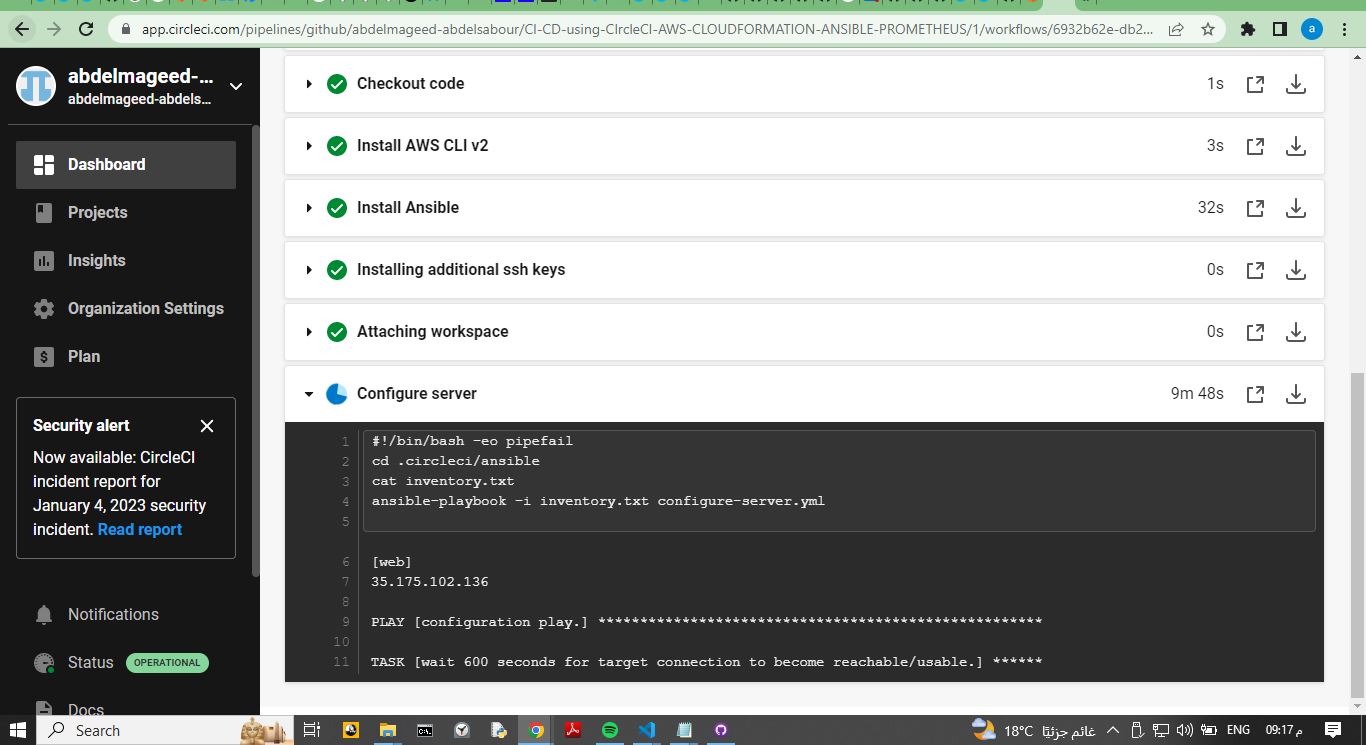 app.circleci.com/pipelines/github/abdelmageed-abdelsabour/CI-CD-using-CIrcleCI-AWS-CLOUDFORMATION-ANSIBLE-PROMETHEUS/1/workflows/6932b62e-db2...
a
abdelmageed-...
abdelmageed-abdels...
Dashboard
Projects
Insights
Organization Settings
Plan
Security alert
Now available: CircleCI
incident report for
January 4, 2023 security
incident. Read report
Notifications
Status OPERATIONAL
Docs
Checkout code 1s
Install AWS CLI v2 3s
Install Ansible 32s
Installing additional ssh keys 0s
Attaching workspace 0s
Configure server 9m 48s
1 #!/bin/bash -eo pipefail
2 cd .circleci/ansible
3 cat inventory.txt
4 ansible-playbook -i inventory.txt configure-server.yml
5
6 [web]
7 35.175.102.136
8
9 PLAY [configuration play.] *****************************************************
10
11 TASK [wait 600 seconds for target connection to become reachable/usable.] ******
Search
18°C غائم جزئيًا
ENG
09:17 م